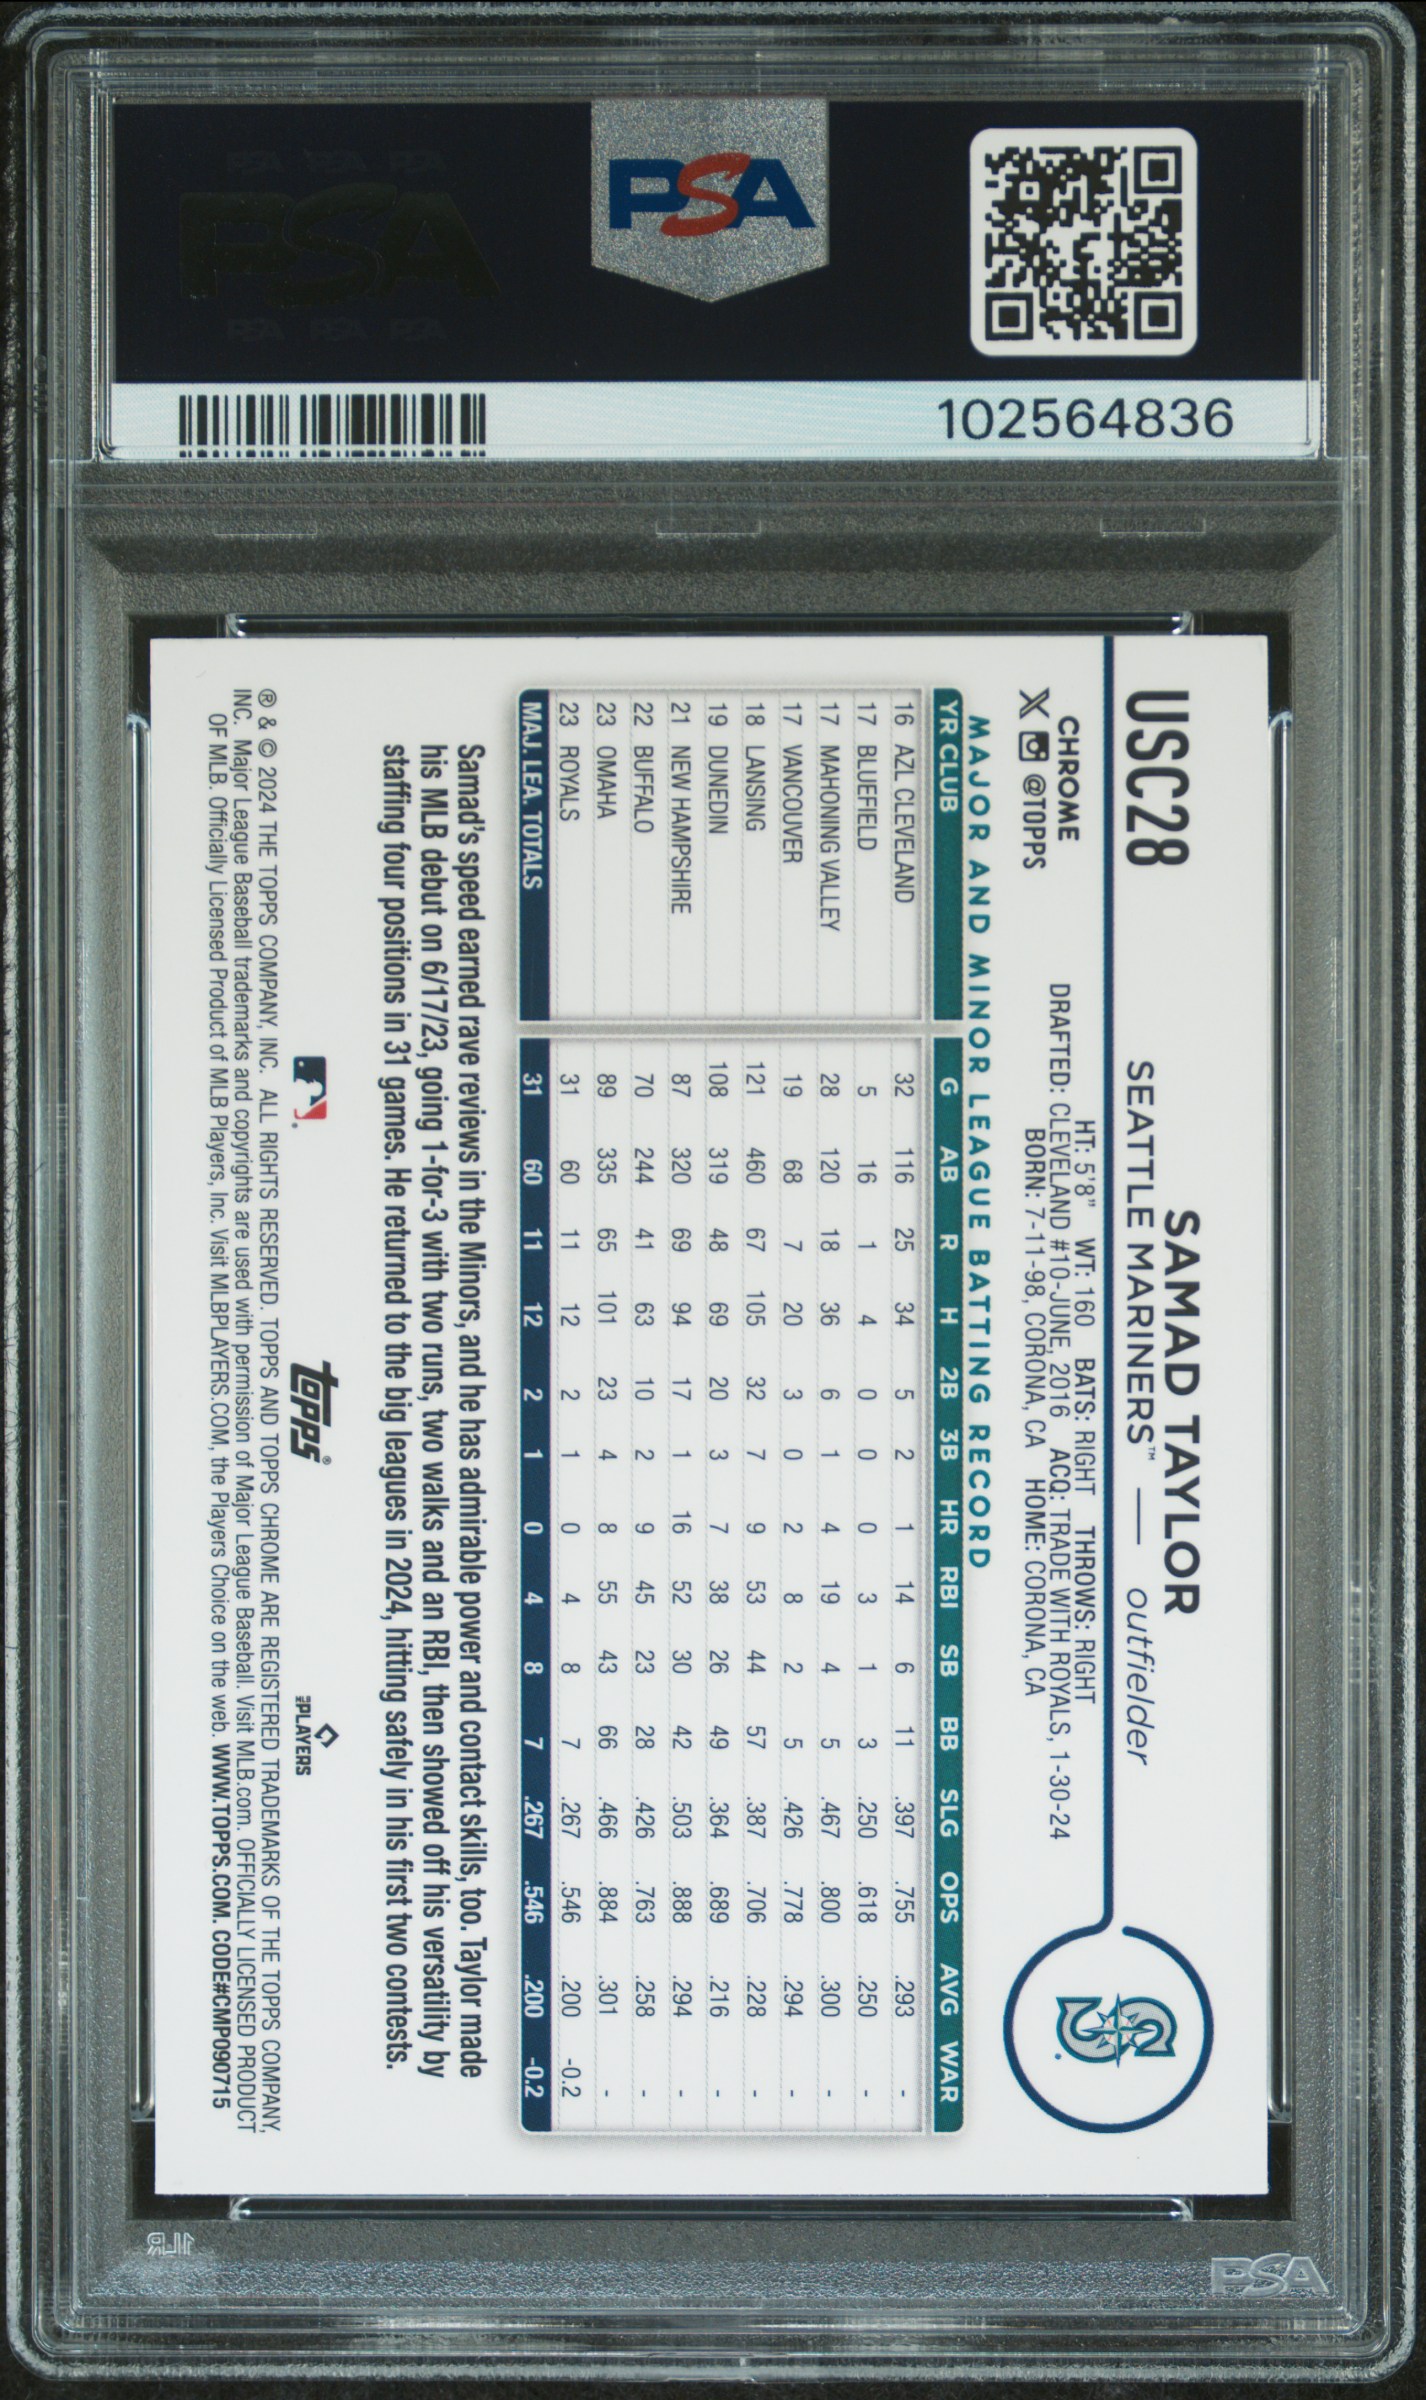 PSA
102564836
USC28
SAMAD TAYLOR
SEATTLE MARINERS™ — outfielder
CHROME
@TOPPS
HT: 5'8" WT: 160 BATS: RIGHT THROWS: RIGHT
DRAFTED: CLEVELAND #10-JUNE, 2016 ACQ: TRADE WITH ROYALS, 1-30-24
BORN: 7-11-98, CORONA, CA HOME: CORONA, CA
MAJOR AND MINOR LEAGUE BATTING RECORD
YR CLUB G AB R H 2B 3B HR RBI SB BB SLG OPS AVG WAR
16 AZL CLEVELAND 32 116 25 34 5 2 1 14 6 11 .397 .755 .293 -
17 BLUEFIELD 5 16 1 4 0 0 0 3 1 3 .250 .618 .250 -
17 MAHONING VALLEY 28 120 18 36 6 1 4 19 4 5 .467 .800 .300 -
17 VANCOUVER 19 68 7 20 3 0 2 8 2 5 .426 .778 .294 -
18 LANSING 121 460 67 105 32 7 9 53 44 57 .387 .706 .228 -
19 DUNEDIN 108 319 48 69 20 3 7 38 26 49 .364 .689 .216 -
21 NEW HAMPSHIRE 87 320 69 94 17 1 16 52 30 42 .503 .888 .294 -
22 BUFFALO 70 244 41 63 10 2 9 45 23 28 .426 .763 .258 -
23 OMAHA 89 335 65 101 23 4 8 55 43 66 .466 .884 .301 -
23 ROYALS 31 60 11 12 2 1 0 4 8 7 .267 .546 .200 -0.2
MAJ. LEA. TOTALS 31 60 11 12 2 1 0 4 8 7 .267 .546 .200 -0.2
Samad's speed earned rave reviews in the Minors, and he has admirable power and contact skills, too. Taylor made
his MLB debut on 6/17/23, going 1-for-3 with two runs, two walks and an RBI, then showed off his versatility by
staffing four positions in 31 games. He returned to the big leagues in 2024, hitting safely in his first two contests.
topps®
THE PLAYERS
® & © 2024 THE TOPPS COMPANY, INC. ALL RIGHTS RESERVED. TOPPS AND TOPPS CHROME ARE REGISTERED TRADEMARKS OF THE TOPPS COMPANY,
INC. Major League Baseball trademarks and copyrights are used with permission of Major League Baseball. Visit MLB.com. OFFICIALLY LICENSED PRODUCT
OF MLB. Officially Licensed Product of MLB Players, Inc. Visit MLBPLAYERS.COM, the Players Choice on the web. WWW.TOPPS.COM. CODE#CMP090715
PSA